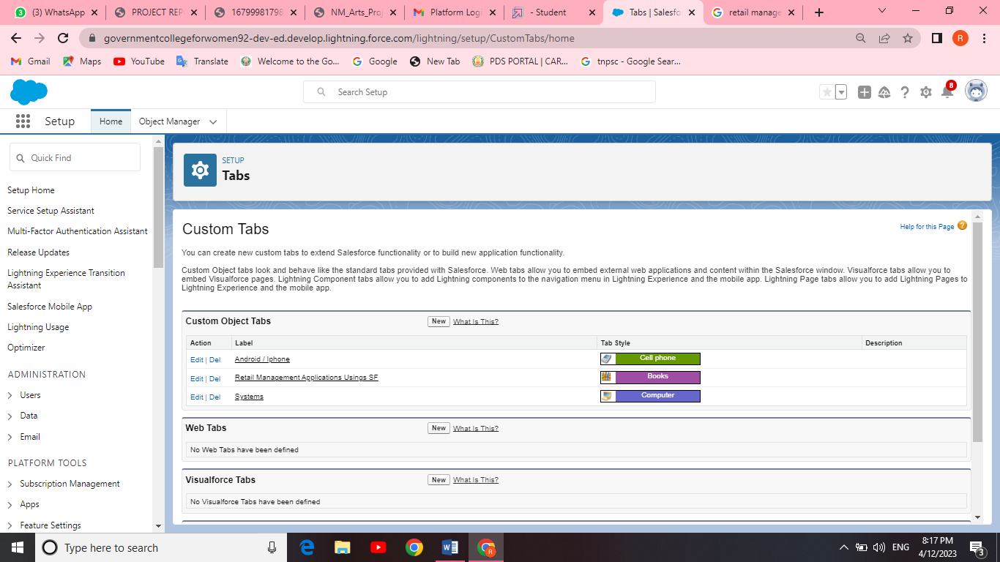 (3) WhatsApp
PROJECT REP
16799981798
NM_Arts_Proj
Platform Logi
- Student
Tabs | Salesfo
retail manage
governmentcollegeforwomen92-dev-ed.develop.lightning.force.com/lightning/setup/CustomTabs/home
R
Gmail
Maps
YouTube
Translate
Welcome to the Go...
Google
New Tab
PDS PORTAL | CAR...
tnpsc - Google Sear...
Search Setup
8
Setup
Home
Object Manager
Quick Find
Setup Home
Service Setup Assistant
Multi-Factor Authentication Assistant
Release Updates
Lightning Experience Transition
Assistant
Salesforce Mobile App
Lightning Usage
Optimizer
ADMINISTRATION
Users
Data
Email
PLATFORM TOOLS
Subscription Management
Apps
Feature Settings
SETUP
Tabs
Custom Tabs
Help for this Page
You can create new custom tabs to extend Salesforce functionality or to build new application functionality.
Custom Object tabs look and behave like the standard tabs provided with Salesforce. Web tabs allow you to embed external web applications and content within the Salesforce window. Visualforce tabs allow you to
embed Visualforce pages. Lightning Component tabs allow you to add Lightning components to the navigation menu in Lightning Experience and the mobile app. Lightning Page tabs allow you to add Lightning Pages to
Lightning Experience and the mobile app.
Custom Object Tabs New What Is This?
Action Label Tab Style Description
Edit | Del Android / Iphone Cell phone
Edit | Del Retail Management Applications Usings SF Books
Edit | Del Systems Computer
Web Tabs New What Is This?
No Web Tabs have been defined
Visualforce Tabs New What Is This?
No Visualforce Tabs have been defined
Type here to search
R
ENG
8:17 PM
4/12/2023
3